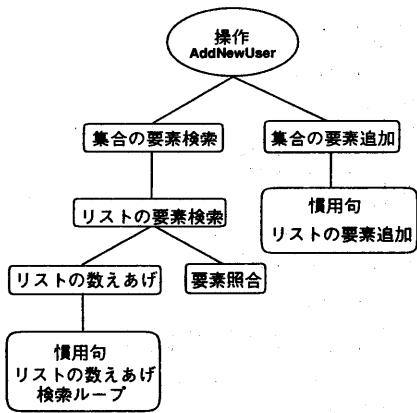 操作
AddNewUser
集合の要素検索
集合の要素追加
リストの要素検索
慣用句
リストの要素追加
リストの数えあげ
要素照合
慣用句
リストの数えあげ
検索ループ